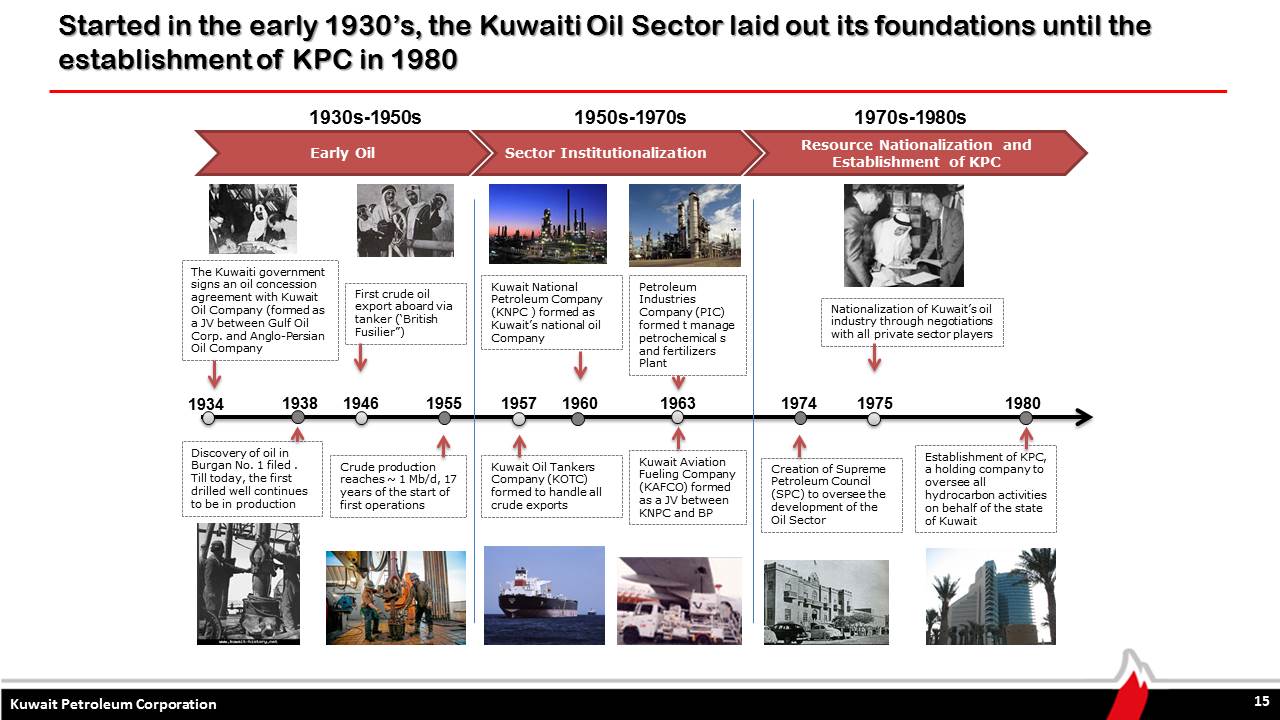 Started in the early 1930’s, the Kuwaiti Oil Sector laid out its foundations until the
establishment of KPC in 1980
1930s-1950s
1950s-1970s
1970s-1980s
Early Oil
Sector Institutionalization
Resource Nationalization and
Establishment of KPC
The Kuwaiti government
signs an oil concession
agreement with Kuwait
Oil Company (formed as
a JV between Gulf Oil
Corp. and Anglo-Persian
Oil Company
First crude oil
export aboard via
tanker (‘British
Fusilier”)
Kuwait National
Petroleum Company
(KNPC ) formed as
Kuwait’s national oil
Company
Petroleum
Industries
Company (PIC)
formed t manage
petrochemical s
and fertilizers
Plant
Nationalization of Kuwait’s oil
industry through negotiations
with all private sector players
1934
1938
1946
1955
1957
1960
1963
1974
1975
1980
Discovery of oil in
Burgan No. 1 filed .
Till today, the first
drilled well continues
to be in production
Crude production
reaches ~ 1 Mb/d, 17
years of the start of
first operations
Kuwait Oil Tankers
Company (KOTC)
formed to handle all
crude exports
Kuwait Aviation
Fueling Company
(KAFCO) formed
as a JV between
KNPC and BP
Creation of Supreme
Petroleum Council
(SPC) to oversee the
development of the
Oil Sector
Establishment of KPC,
a holding company to
oversee all
hydrocarbon activities
on behalf of the state
of Kuwait
www.kuwait-history.net
Kuwait Petroleum Corporation
15